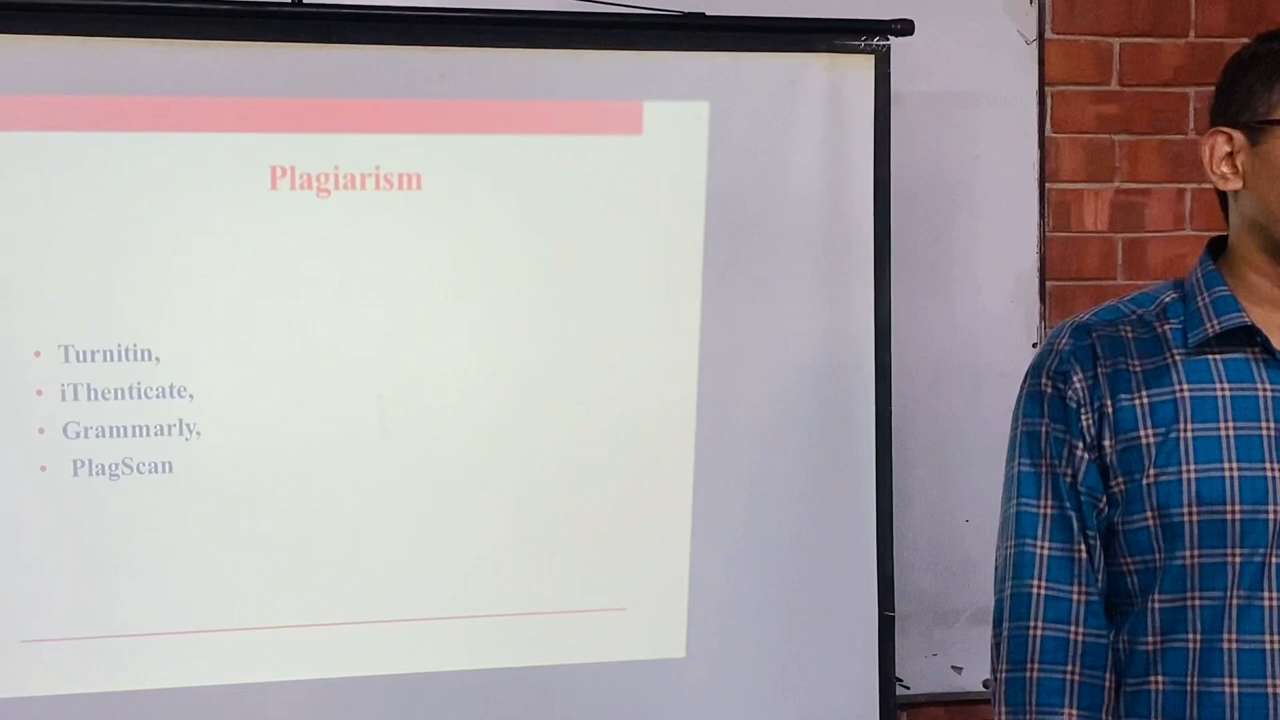 Plagiarism
• Turnitin,
• iThenticate,
• Grammarly,
• PlagScan